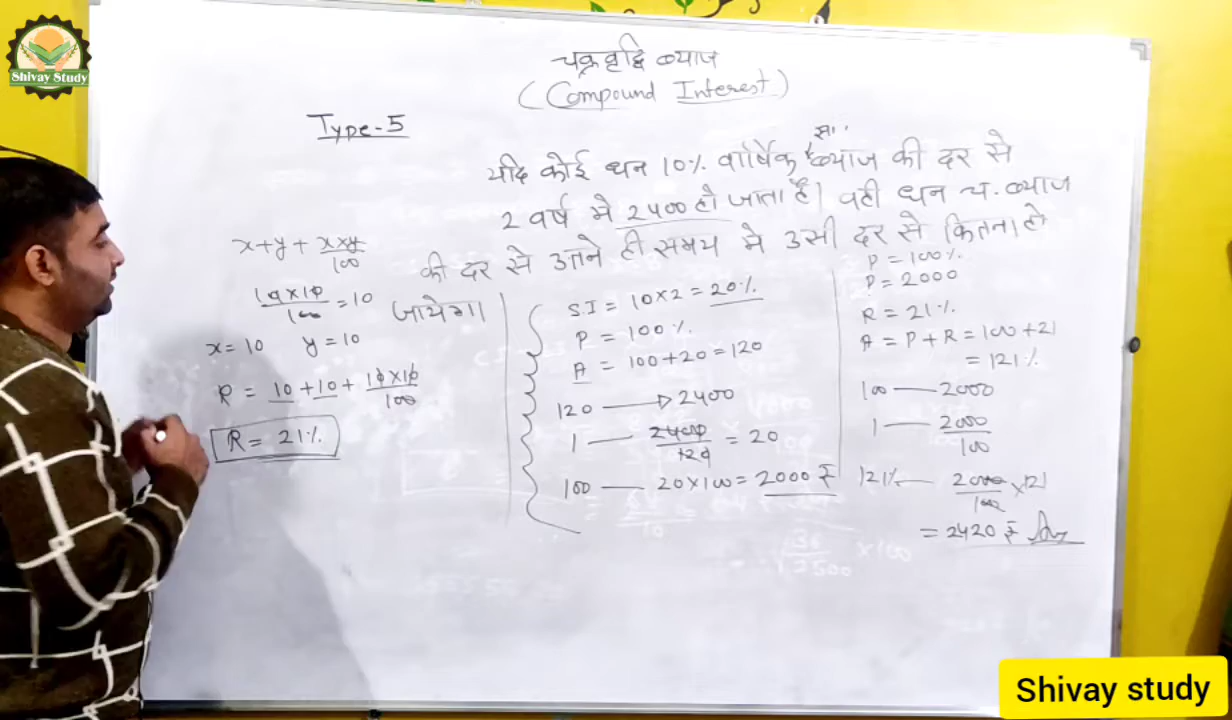 Shivay Study
चक्रवृद्धि ब्याज
(Compound Interest)
Type-5
यदि कोई धन 10% वार्षिक सा. ब्याज की दर से
2 वर्ष मे 2400 हो जाता है। वही धन च. ब्याज
की दर से उतने ही समय मे उसी दर से कितना हो
जायेगा
x+y+ x×y/100
10×10/100 = 10
x=10 y=10
R = 10 + 10 + 10×10/100
R = 21%
S.I = 10×2 = 20%
P = 100%
A = 100+20=120
120 → 2400
1 — 2400/120 = 20
100 — 20×100= 2000 ₹
P = 100%
P = 2000
R = 21%
A = P+R = 100+21
= 121%
100 — 2000
1 — 2000/100
121% — 2000/100 ×121
= 2420 ₹ Ans
Shivay study